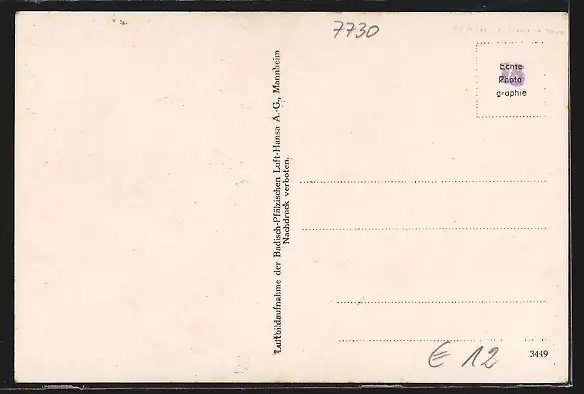 7730
Echte
Photo
graphie
Luftbildaufnahme der Badisch-Pfälzischen Luft-Hansa A.-G., Mannheim
Nachdruck verboten.
€ 12
3449